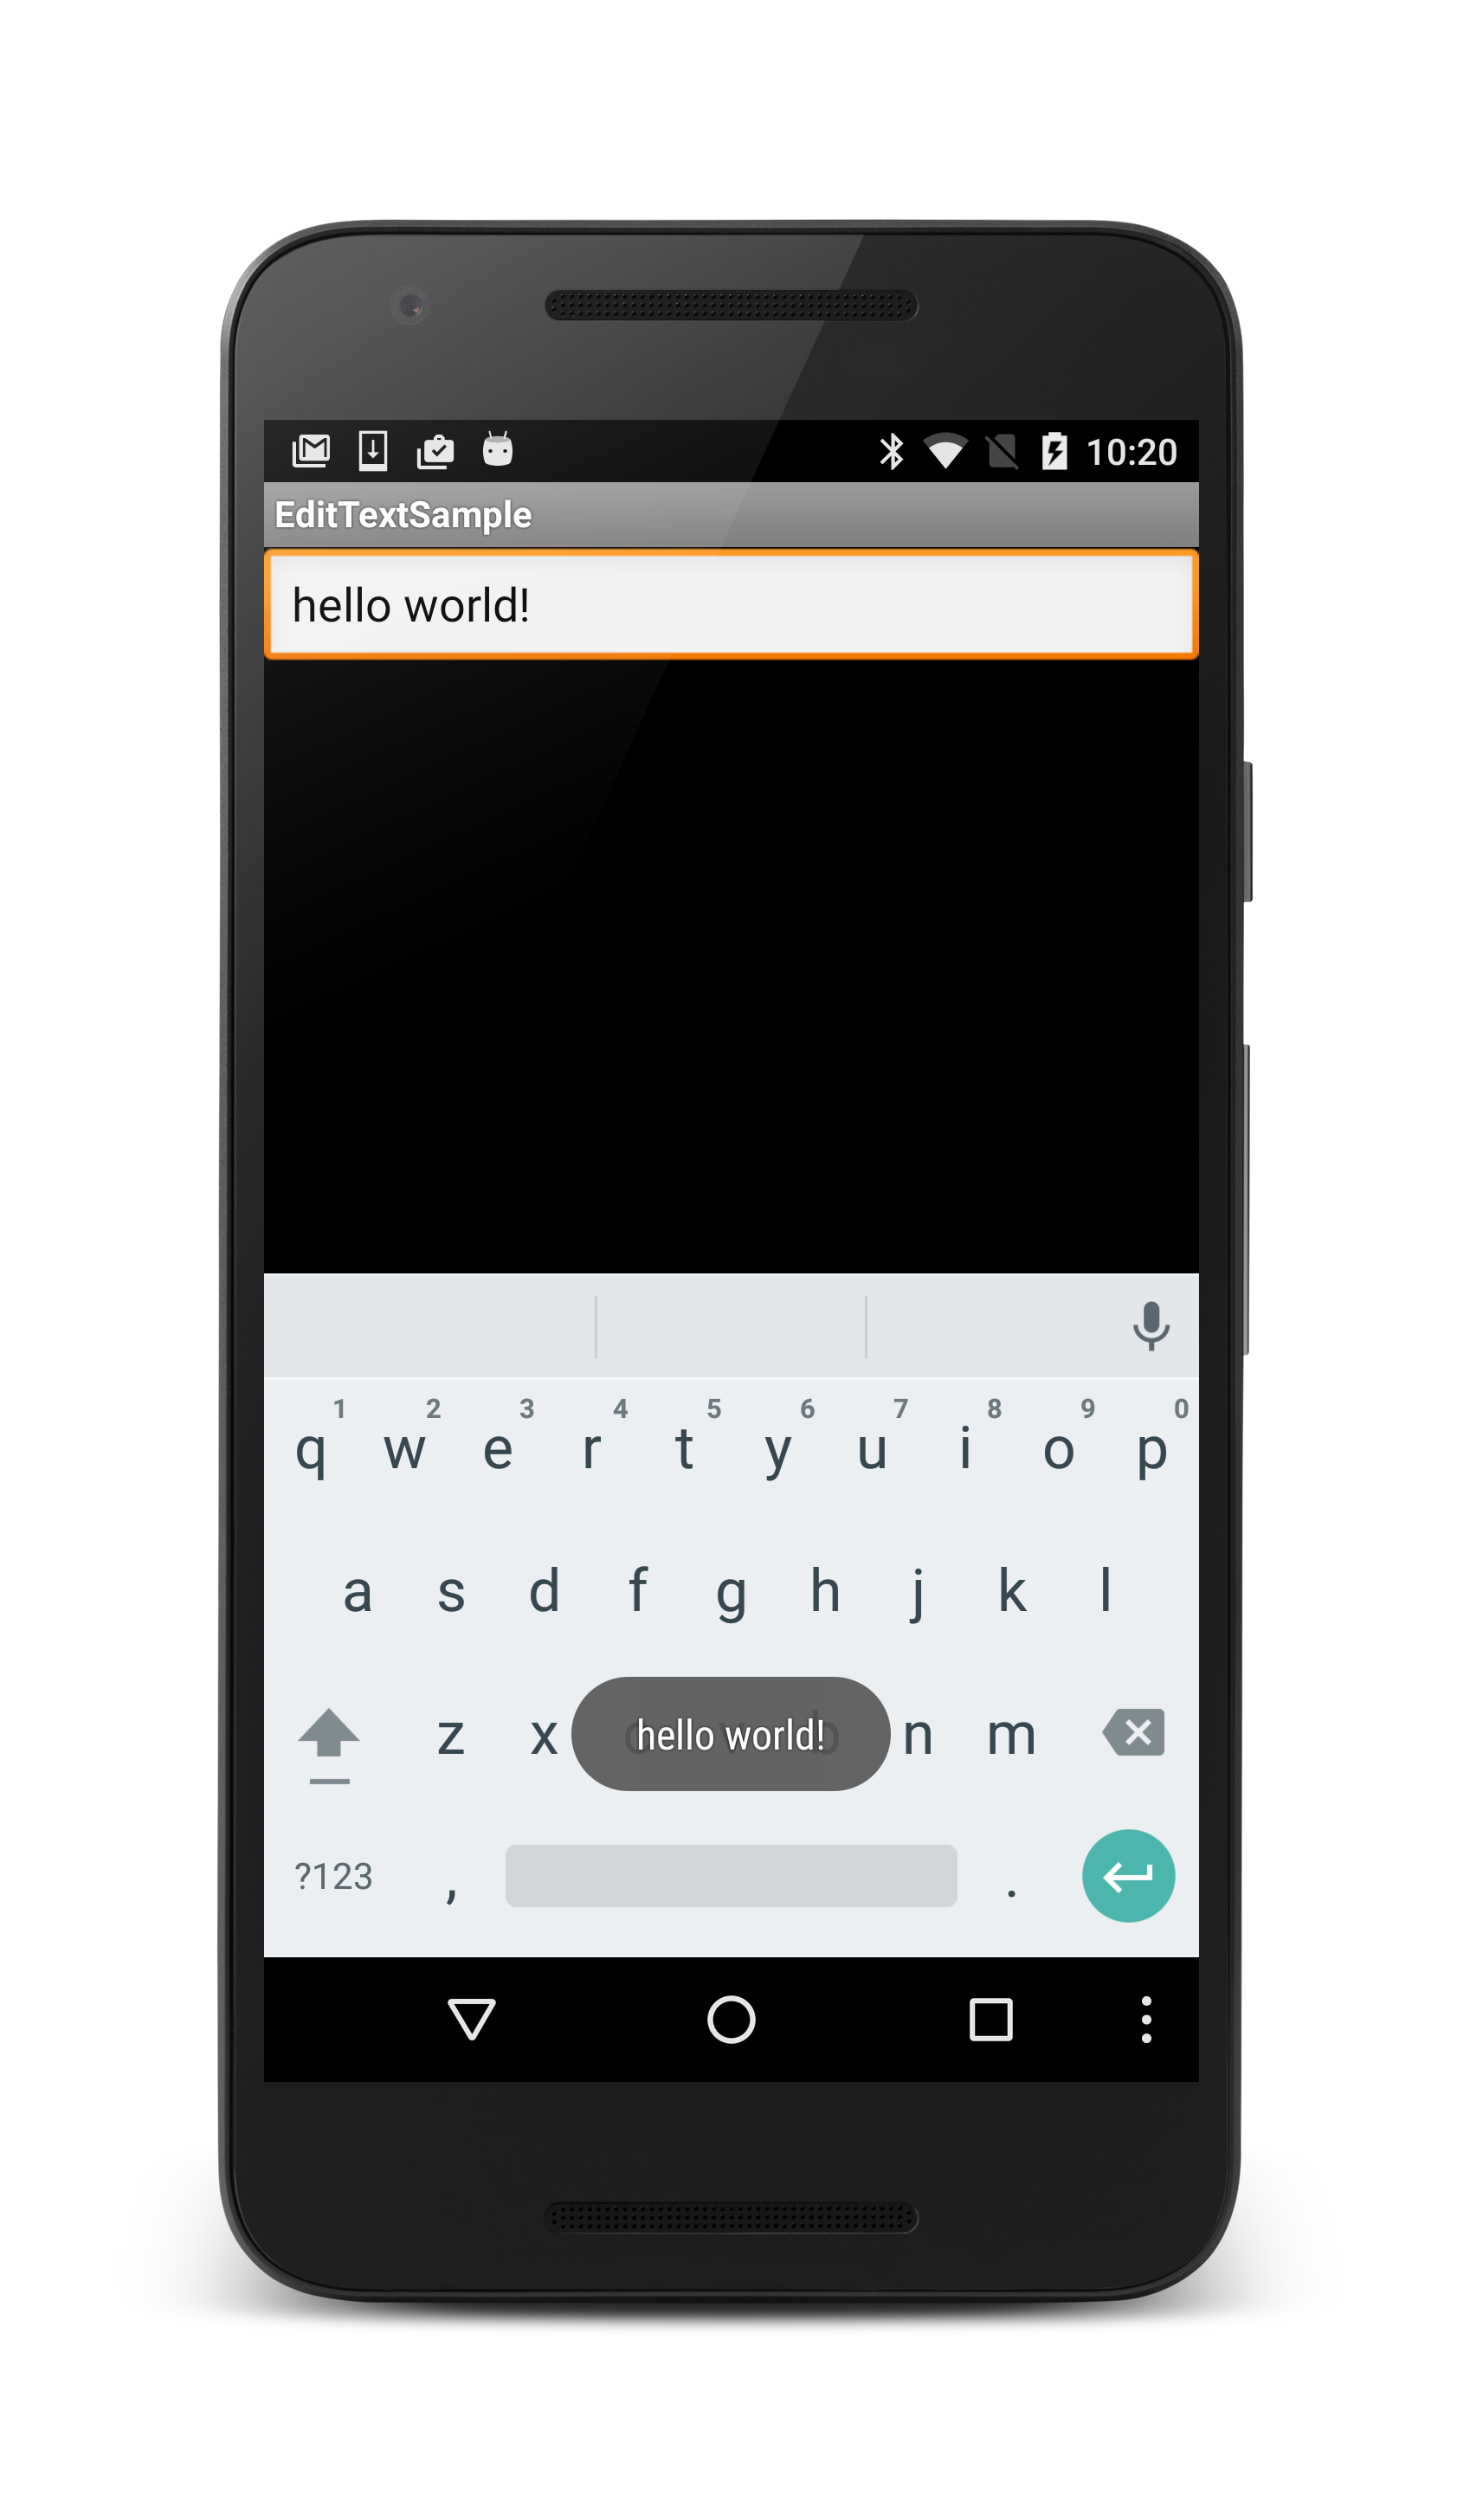 10:20
EditTextSample
hello world!
1 2 3 4 5 6 7 8 9 0
q w e r t y u i o p
a s d f g h j k l
z x c v b n m
hello world!
?123 , .